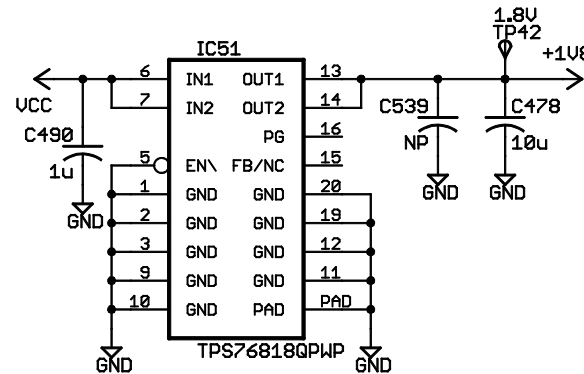 1.8V
TP42
IC51
+1V8
VCC
6 IN1 OUT1 13
7 IN2 OUT2 14
PG 16
5 EN\ FB/NC 15
1 GND GND 20
2 GND GND 19
3 GND GND 12
9 GND GND 11
10 GND PAD PAD
C490
1u
GND
C539
NP
GND
C478
10u
GND
GND
TPS76818QPWP
GND